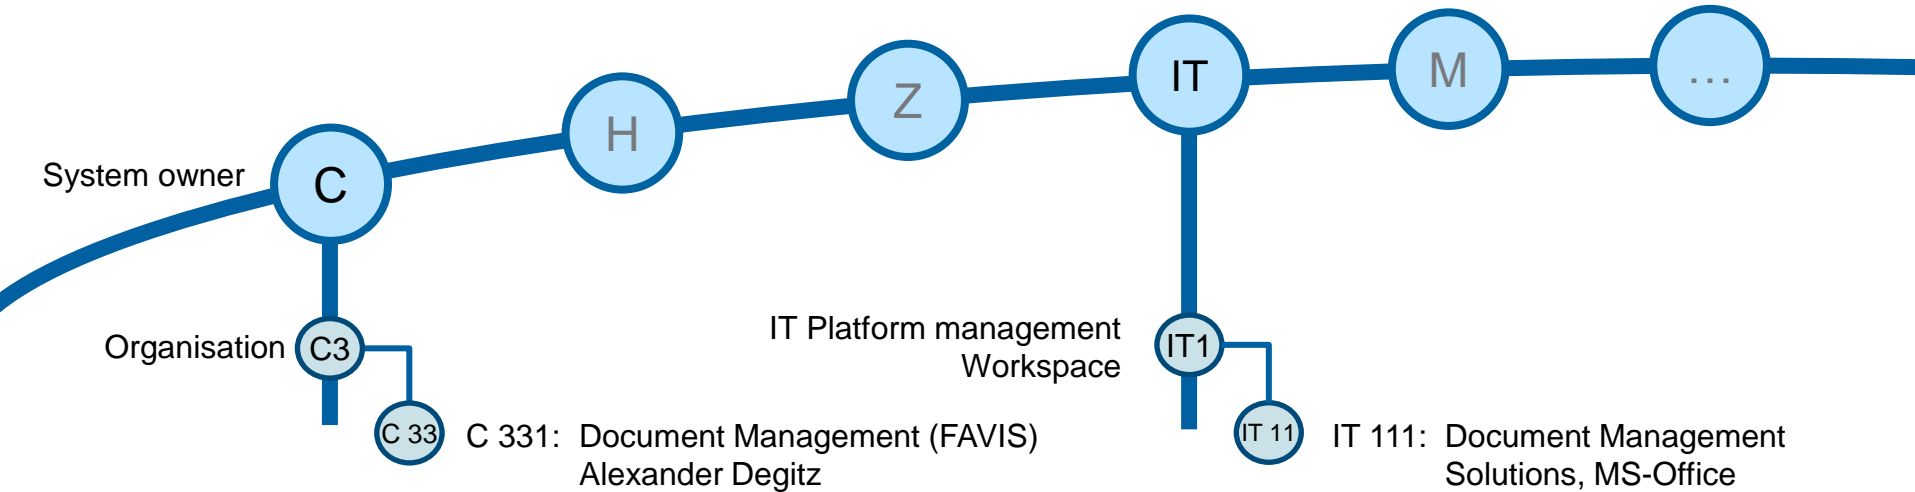 IT
M
...
Z
H
System owner
C
IT Platform management
Workspace
IT1
Organisation
C3
C 33
C 331: Document Management (FAVIS)
Alexander Degitz
IT 11
IT 111: Document Management
Solutions, MS-Office